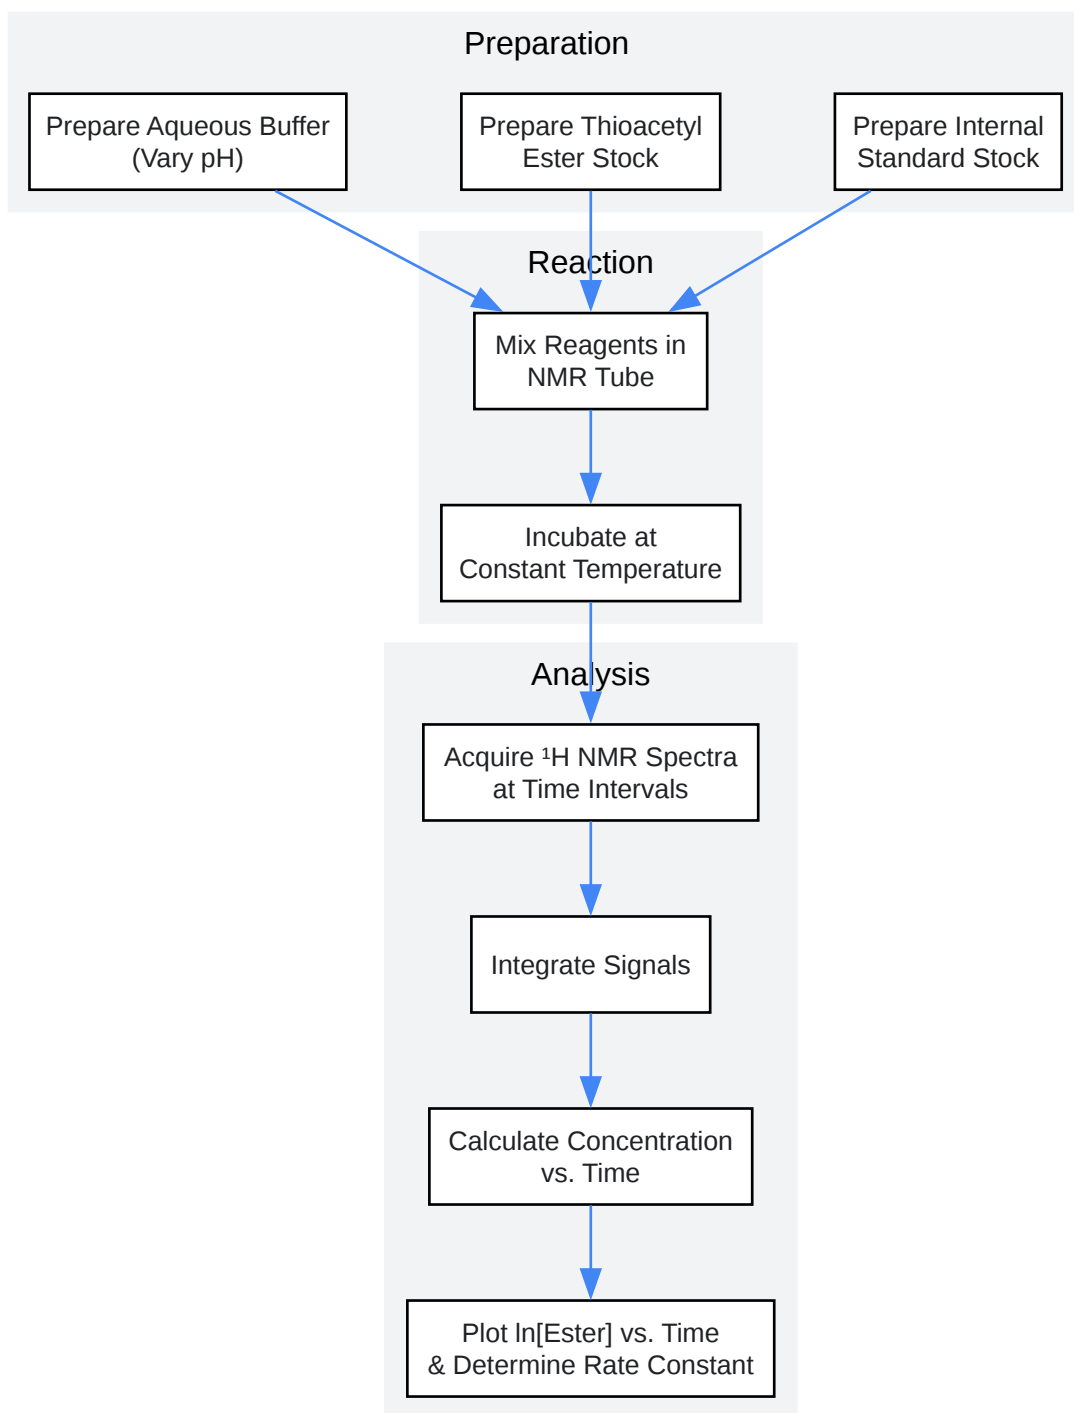 Preparation
Prepare Aqueous Buffer
(Vary pH)
Prepare Thioacetyl
Ester Stock
Prepare Internal
Standard Stock
Reaction
Mix Reagents in
NMR Tube
Incubate at
Constant Temperature
Analysis
Acquire ¹H NMR Spectra
at Time Intervals
Integrate Signals
Calculate Concentration
vs. Time
Plot ln[Ester] vs. Time
& Determine Rate Constant